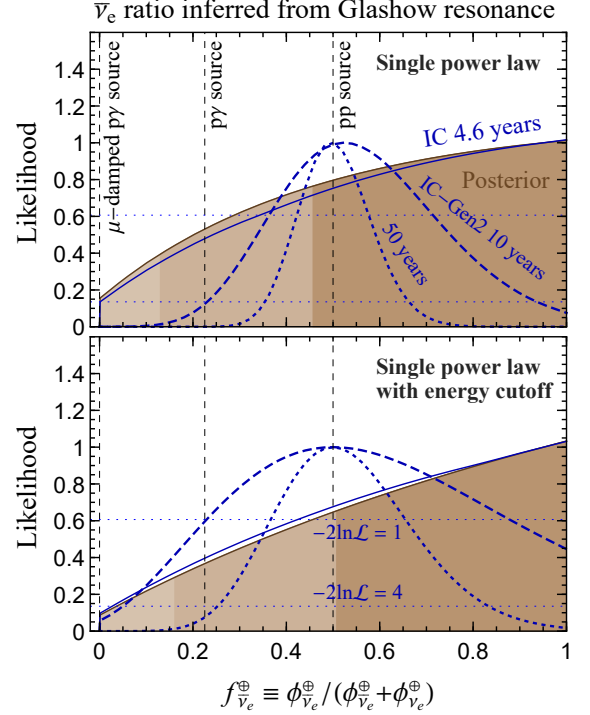 ν̅ₑ ratio inferred from Glashow resonance
1.4
1.2
1
0.8
0.6
0.4
0.2
0
Likelihood
μ−damped pγ source
pγ source
pp source
Single power law
IC 4.6 years
Posterior
IC−Gen2 10 years
50 years
1.4
1.2
1
0.8
0.6
0.4
0.2
0
Likelihood
Single power law
with energy cutoff
−2lnℒ = 1
−2lnℒ = 4
0
0.2
0.4
0.6
0.8
1
f^⊕_ν̅ₑ ≡ ϕ^⊕_ν̅ₑ/(ϕ^⊕_ν̅ₑ+ϕ^⊕_νₑ)